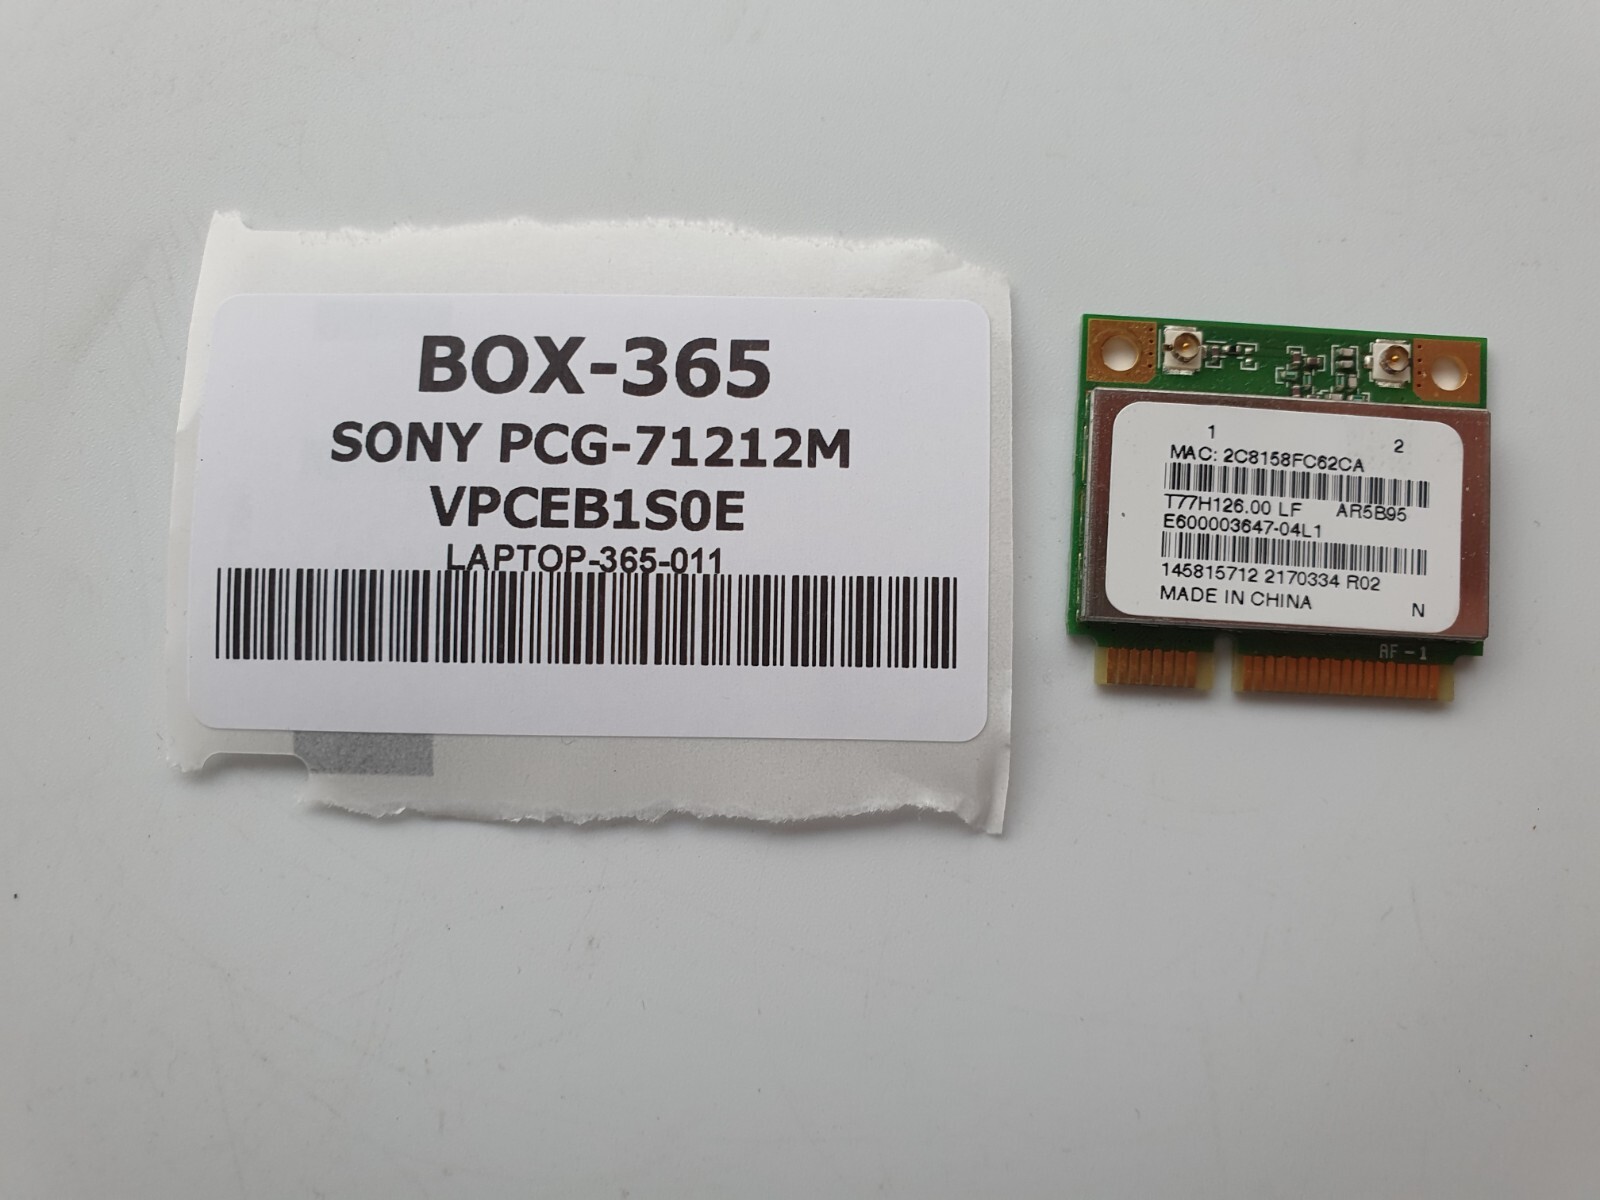 BOX-365
SONY PCG-71212M
VPCEB1S0E
LAPTOP-365-011
1 2
MAC: 2C8158FC62CA
T77H126.00 LF AR5B95
E600003647-04L1
145815712 2170334 R02
MADE IN CHINA N
AF-1